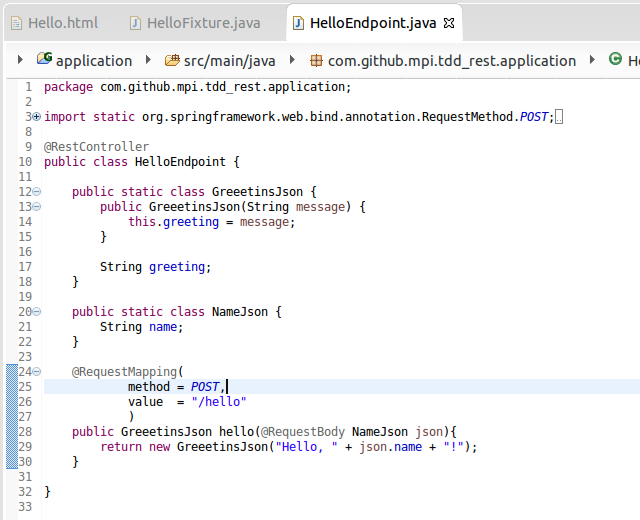 Hello.html HelloFixture.java HelloEndpoint.java
application src/main/java com.github.mpi.tdd_rest.application
1 package com.github.mpi.tdd_rest.application;
2
3 import static org.springframework.web.bind.annotation.RequestMethod.POST;
8
9 @RestController
10 public class HelloEndpoint {
11
12 public static class GreeetinsJson {
13 public GreeetinsJson(String message) {
14 this.greeting = message;
15 }
16
17 String greeting;
18 }
19
20 public static class NameJson {
21 String name;
22 }
23
24 @RequestMapping(
25 method = POST,
26 value  = "/hello"
27 )
28 public GreeetinsJson hello(@RequestBody NameJson json){
29 return new GreeetinsJson("Hello, " + json.name + "!");
30 }
31
32 }
33